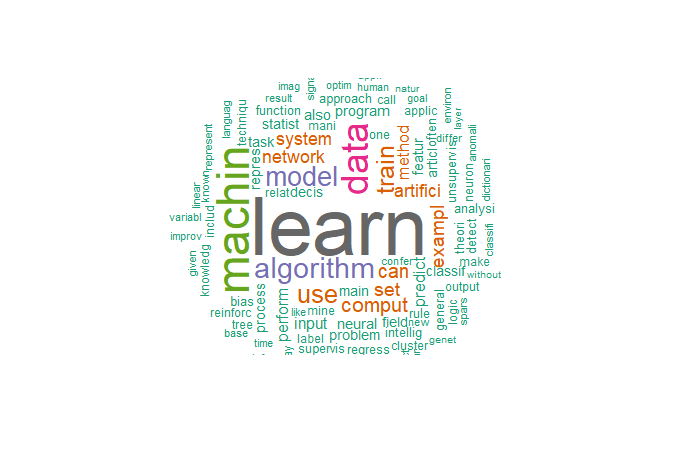 imag
optim
human
natur
result
approach
call
goal
function
also
program
applic
environ
layer
statist
mani
one
differ
anomali
languag
techniqu
task
system
data
method
featur
articl
often
unsupervis
neuron
dictionari
represent
repres
network
train
artifici
machin
model
relat
decis
linear
known
includ
variabl
learn
exampl
analysi
theori
detect
classifi
improv
given
knowledg
algorithm
confer
can
predict
classif
make
without
bias
process
use
main
set
comput
general
logic
spars
output
reinforc
tree
base
perform
like
mine
input
neural
field
new
rule
time
label
problem
intellig
genet
supervis
regress
cluster